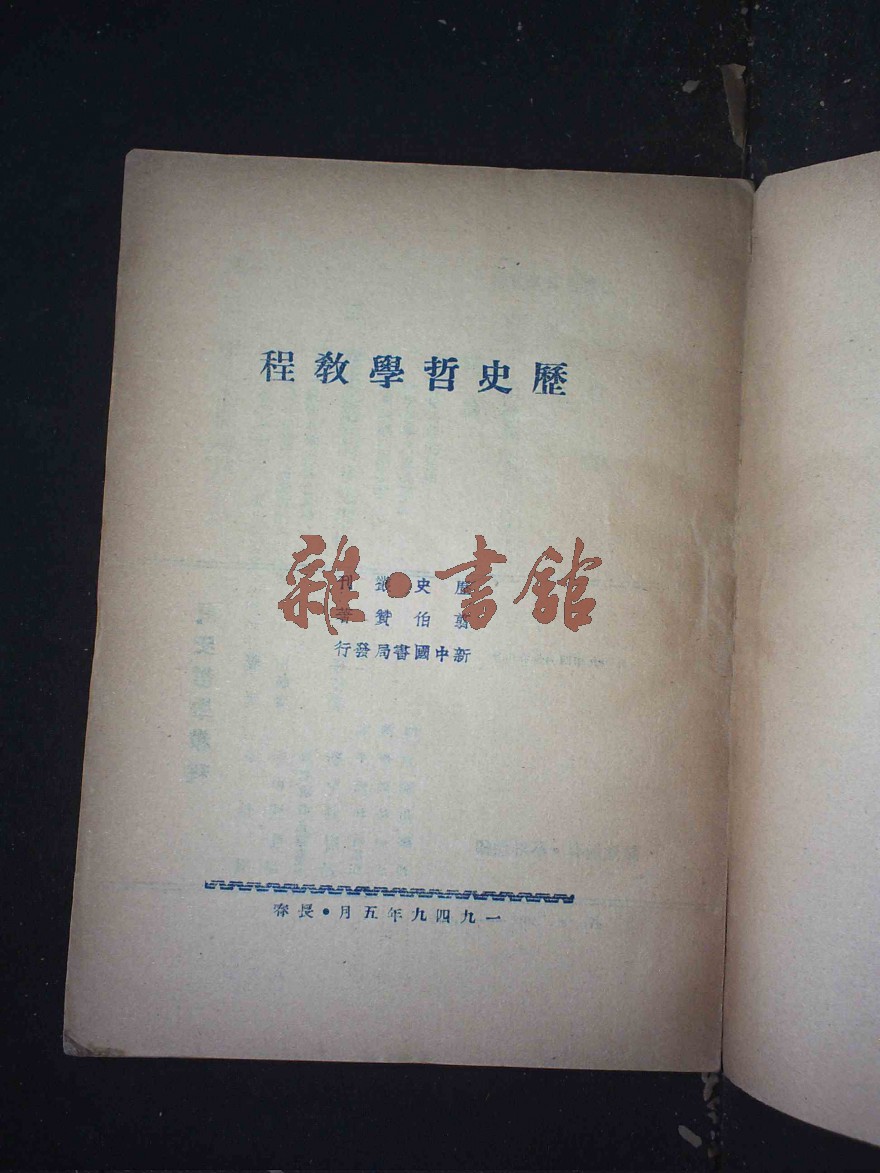 歷史哲學教程
歷史叢刊
翦伯贊著
新中國書局發行
一九四九年五月・長春
雜・書館